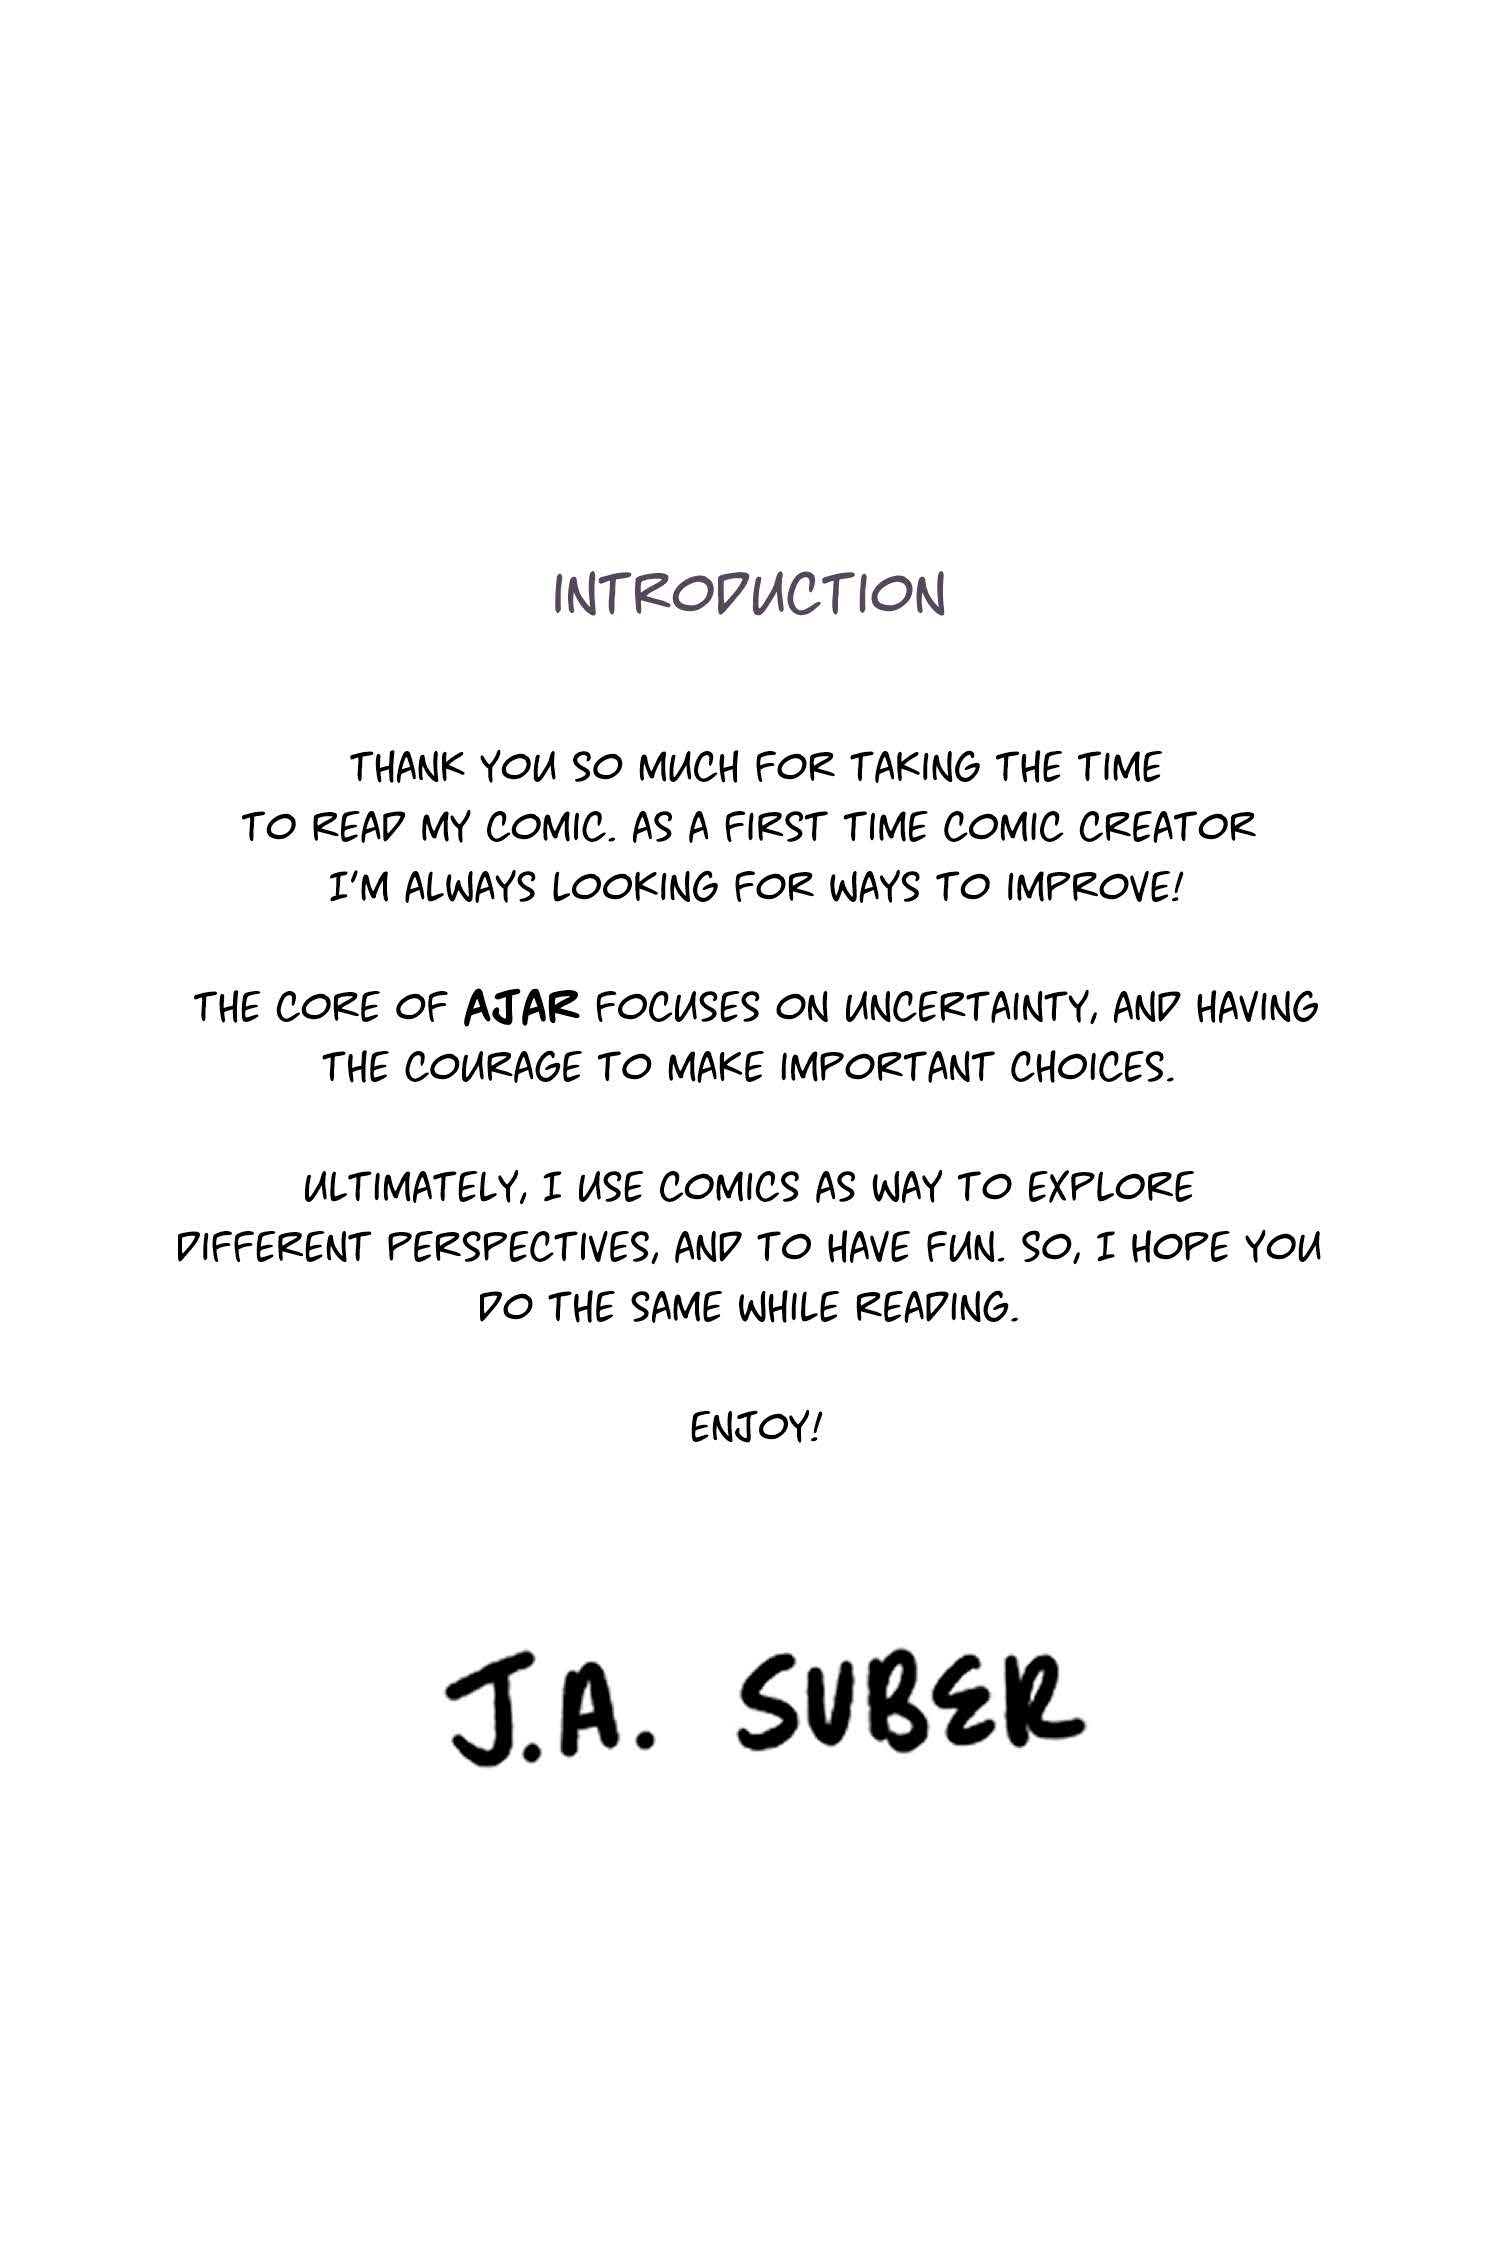 INTRODUCTION
THANK YOU SO MUCH FOR TAKING THE TIME
TO READ MY COMIC. AS A FIRST TIME COMIC CREATOR
I'M ALWAYS LOOKING FOR WAYS TO IMPROVE!
THE CORE OF AJAR FOCUSES ON UNCERTAINTY, AND HAVING
THE COURAGE TO MAKE IMPORTANT CHOICES.
ULTIMATELY, I USE COMICS AS WAY TO EXPLORE
DIFFERENT PERSPECTIVES, AND TO HAVE FUN. SO, I HOPE YOU
DO THE SAME WHILE READING.
ENJOY!
J.A. SUBER